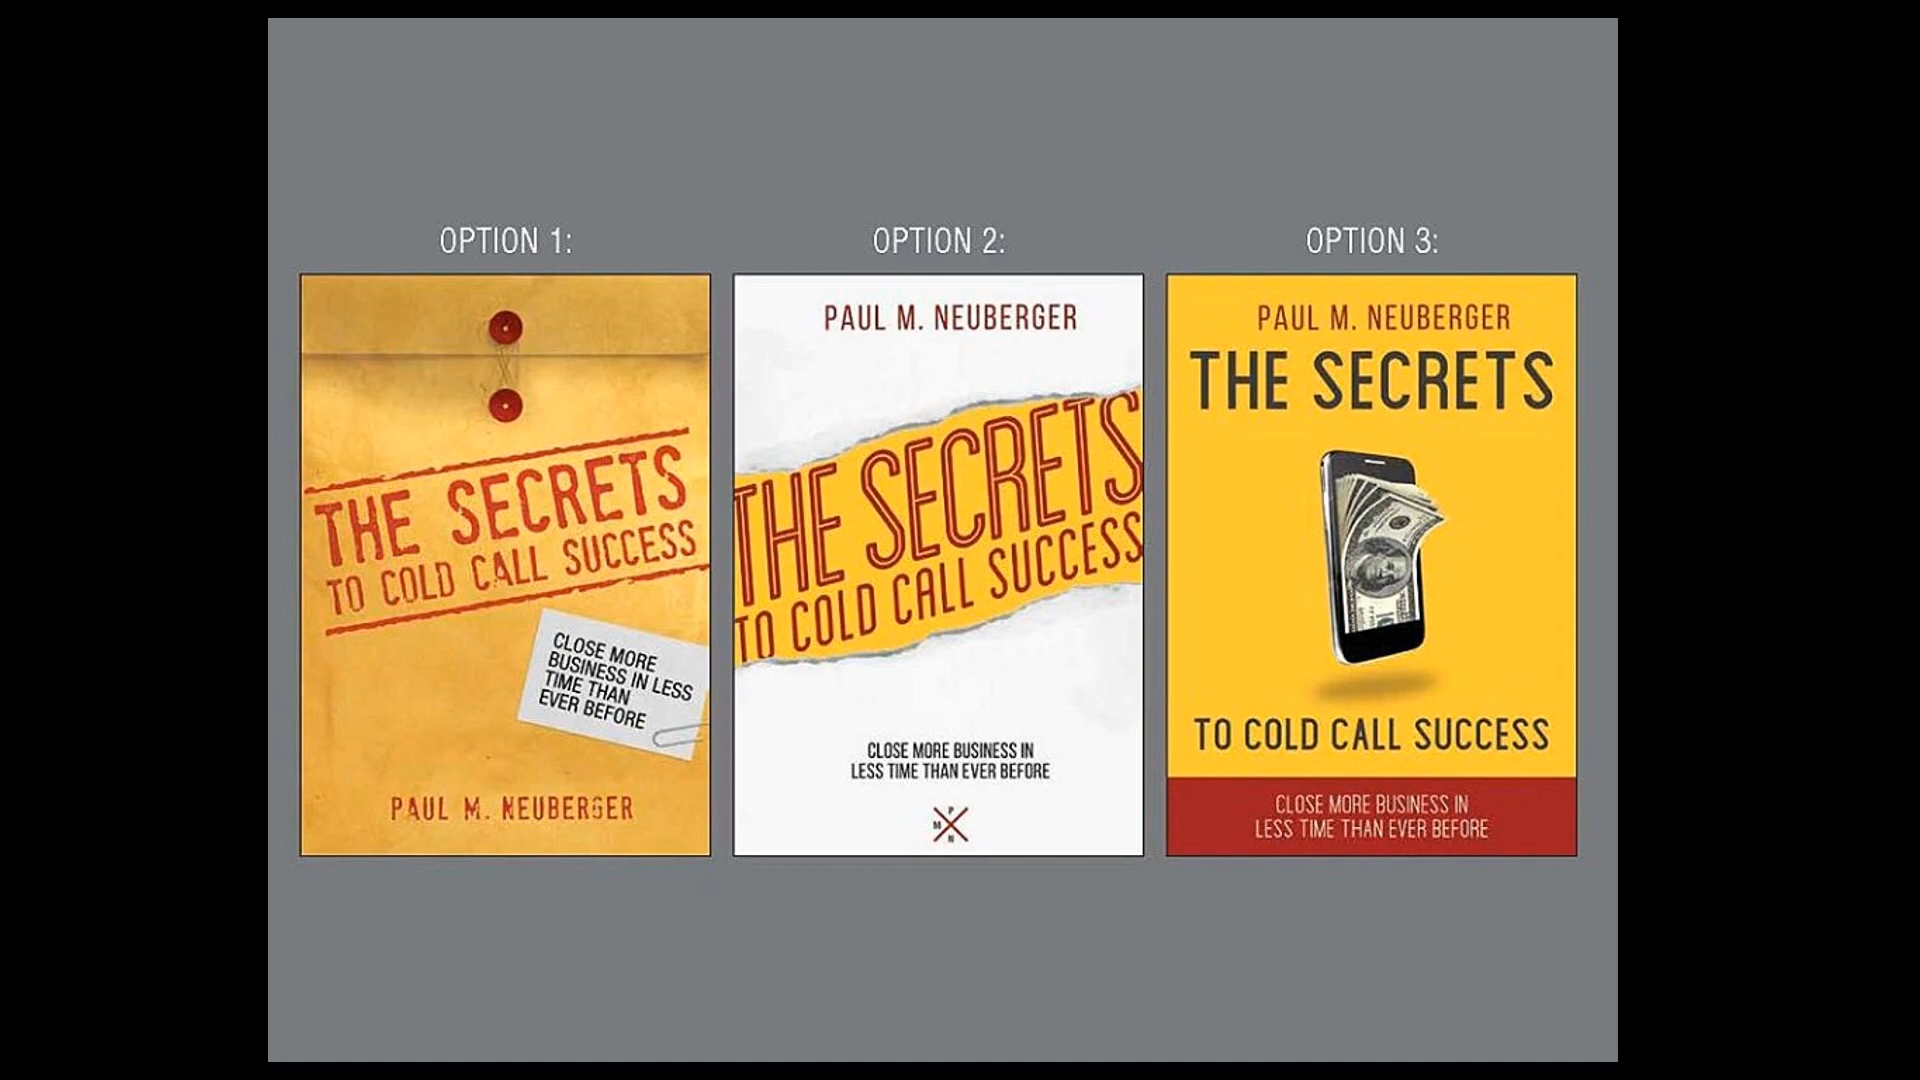 OPTION 1:
THE SECRETS
TO COLD CALL SUCCESS
CLOSE MORE
BUSINESS IN LESS
TIME THAN
EVER BEFORE
PAUL M. NEUBERGER
OPTION 2:
PAUL M. NEUBERGER
THE SECRETS
TO COLD CALL SUCCESS
CLOSE MORE BUSINESS IN
LESS TIME THAN EVER BEFORE
P
M
N
OPTION 3:
PAUL M. NEUBERGER
THE SECRETS
TO COLD CALL SUCCESS
CLOSE MORE BUSINESS IN
LESS TIME THAN EVER BEFORE